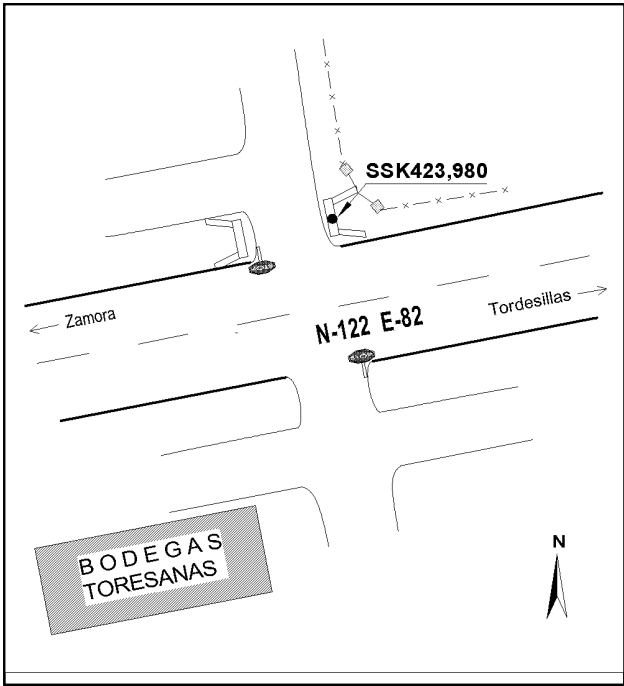 SSK423,980
Zamora
Tordesillas
N-122 E-82
BODEGAS
TORESANAS
N